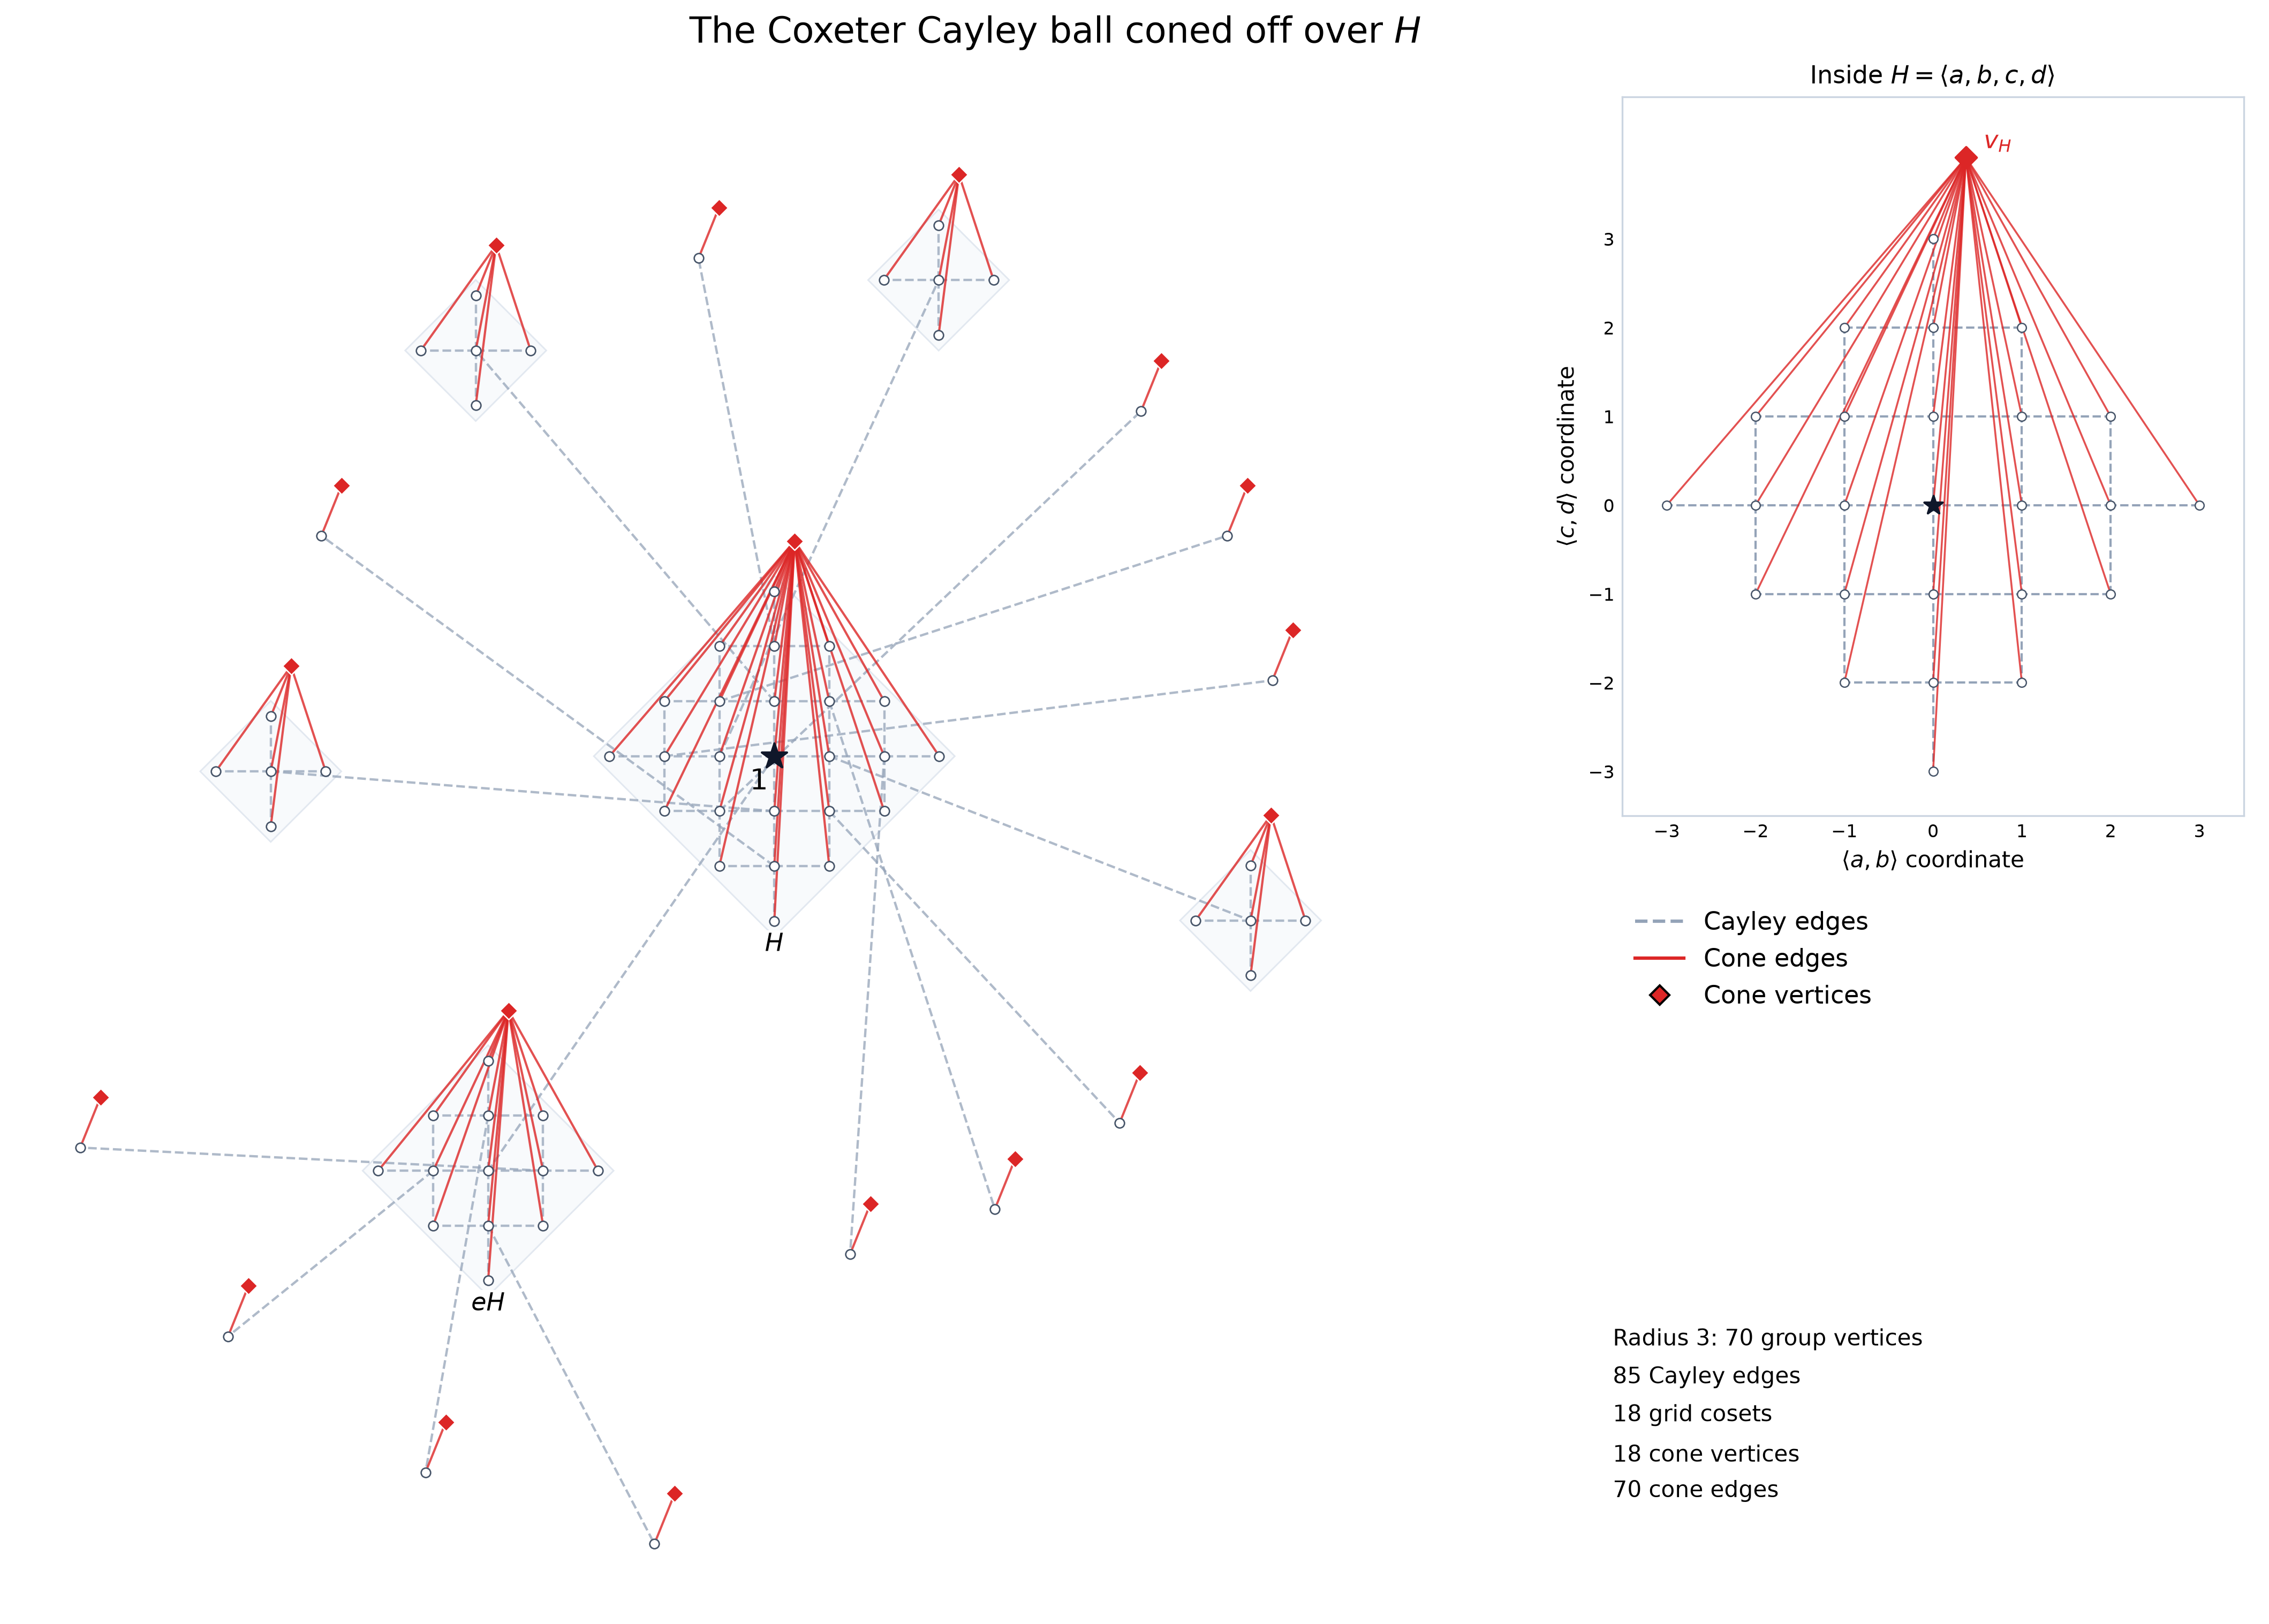 The Coxeter Cayley ball coned off over H
1
H
eH
Inside H = ⟨a, b, c, d⟩
v_H
⟨c, d⟩ coordinate
3
2
1
0
−1
−2
−3
−3 −2 −1 0 1 2 3
⟨a, b⟩ coordinate
Cayley edges
Cone edges
Cone vertices
Radius 3: 70 group vertices
85 Cayley edges
18 grid cosets
18 cone vertices
70 cone edges